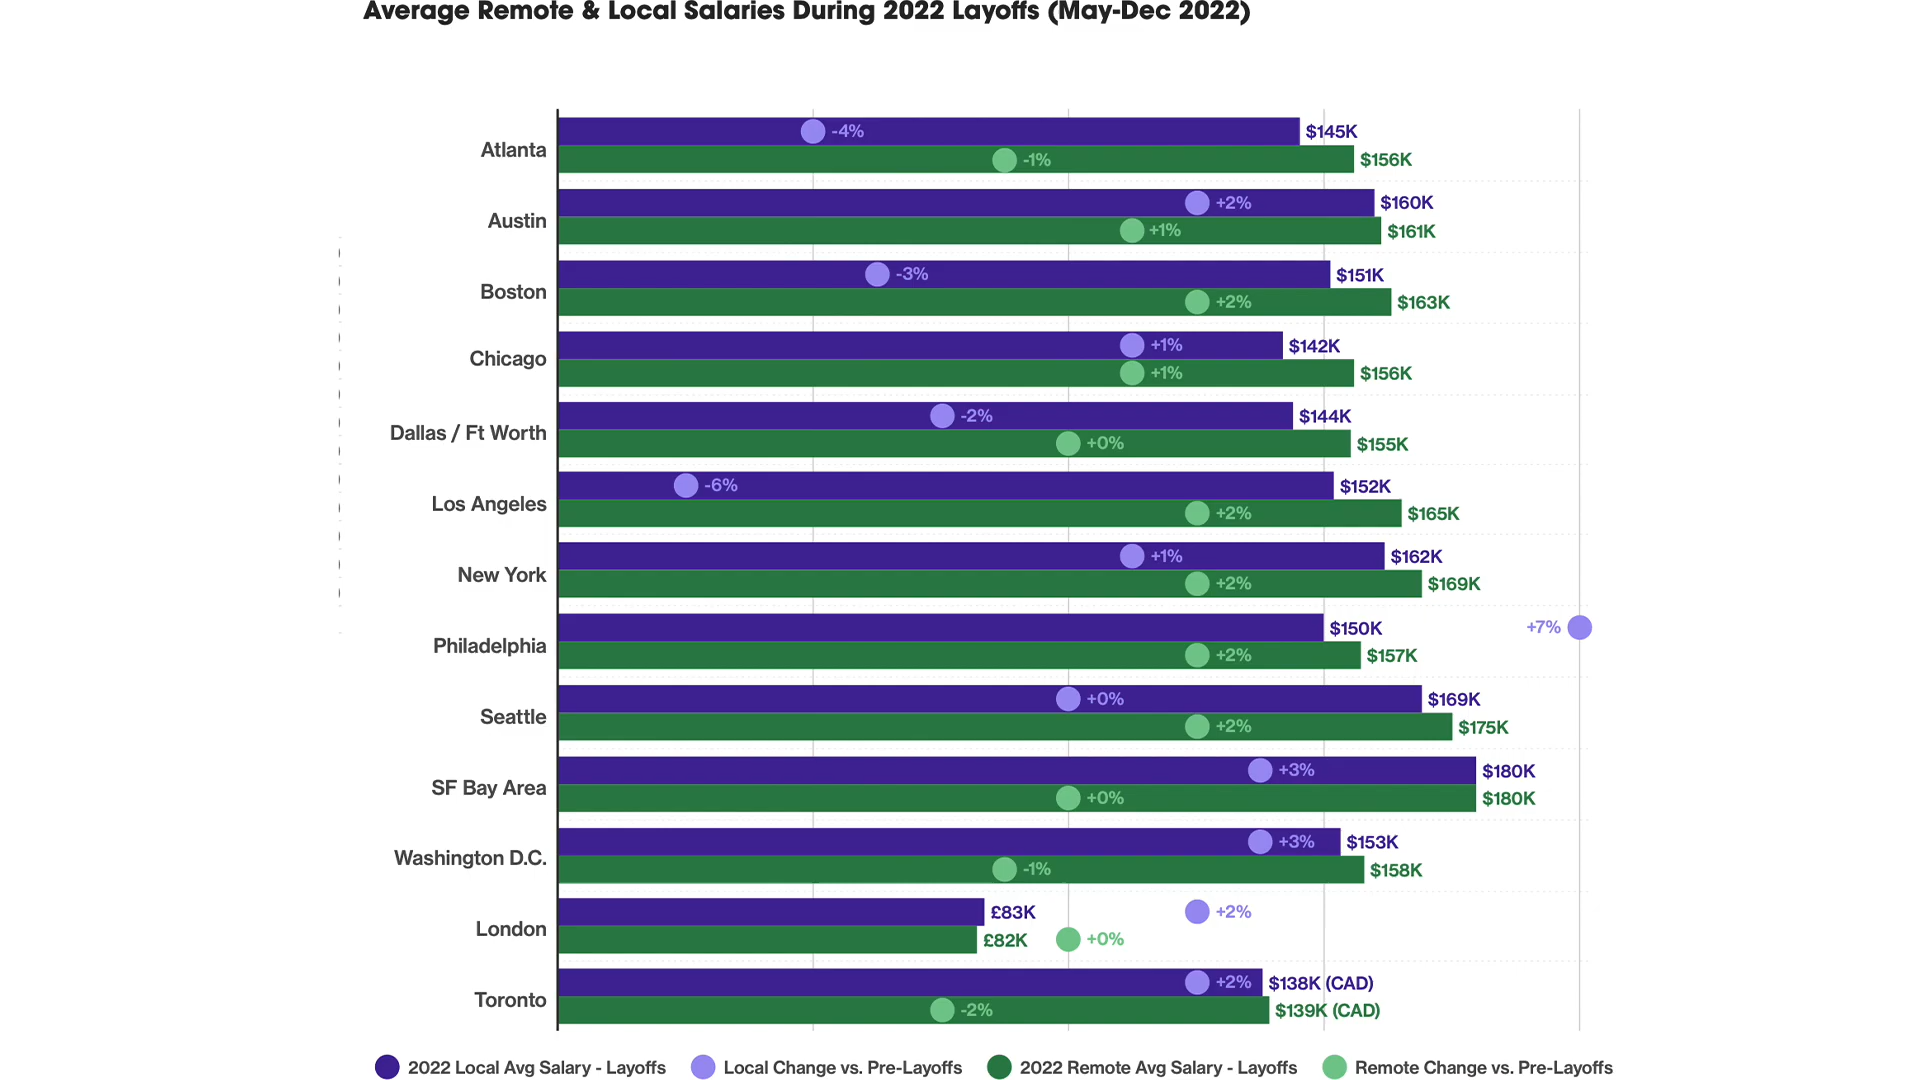 Average Remote & Local Salaries During 2022 Layoffs (May-Dec 2022)
Atlanta
-4%
$145K
-1%
$156K
Austin
+2%
$160K
+1%
$161K
Boston
-3%
$151K
+2%
$163K
Chicago
+1%
$142K
+1%
$156K
Dallas / Ft Worth
-2%
$144K
+0%
$155K
Los Angeles
-6%
$152K
+2%
$165K
New York
+1%
$162K
+2%
$169K
Philadelphia
$150K
+7%
+2%
$157K
Seattle
+0%
$169K
+2%
$175K
SF Bay Area
+3%
$180K
+0%
$180K
Washington D.C.
+3%
$153K
-1%
$158K
London
£83K
+2%
£82K
+0%
Toronto
+2%
$138K (CAD)
-2%
$139K (CAD)
2022 Local Avg Salary - Layoffs
Local Change vs. Pre-Layoffs
2022 Remote Avg Salary - Layoffs
Remote Change vs. Pre-Layoffs